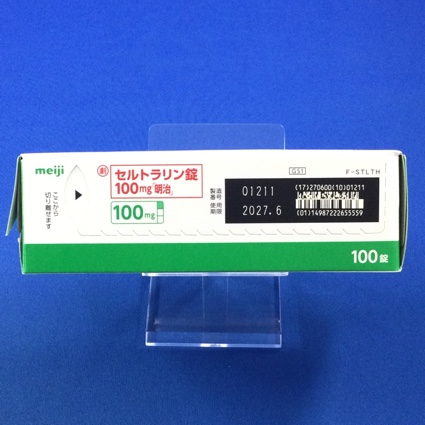 meiji
ここから
切り離せます
劇
セルトラリン錠
100mg「明治」
100mg
製造
番号
01211
使用
期限
2027.6
GS1
F-STLTH
(17)270600(10)01211
(01)14987222655559
100錠